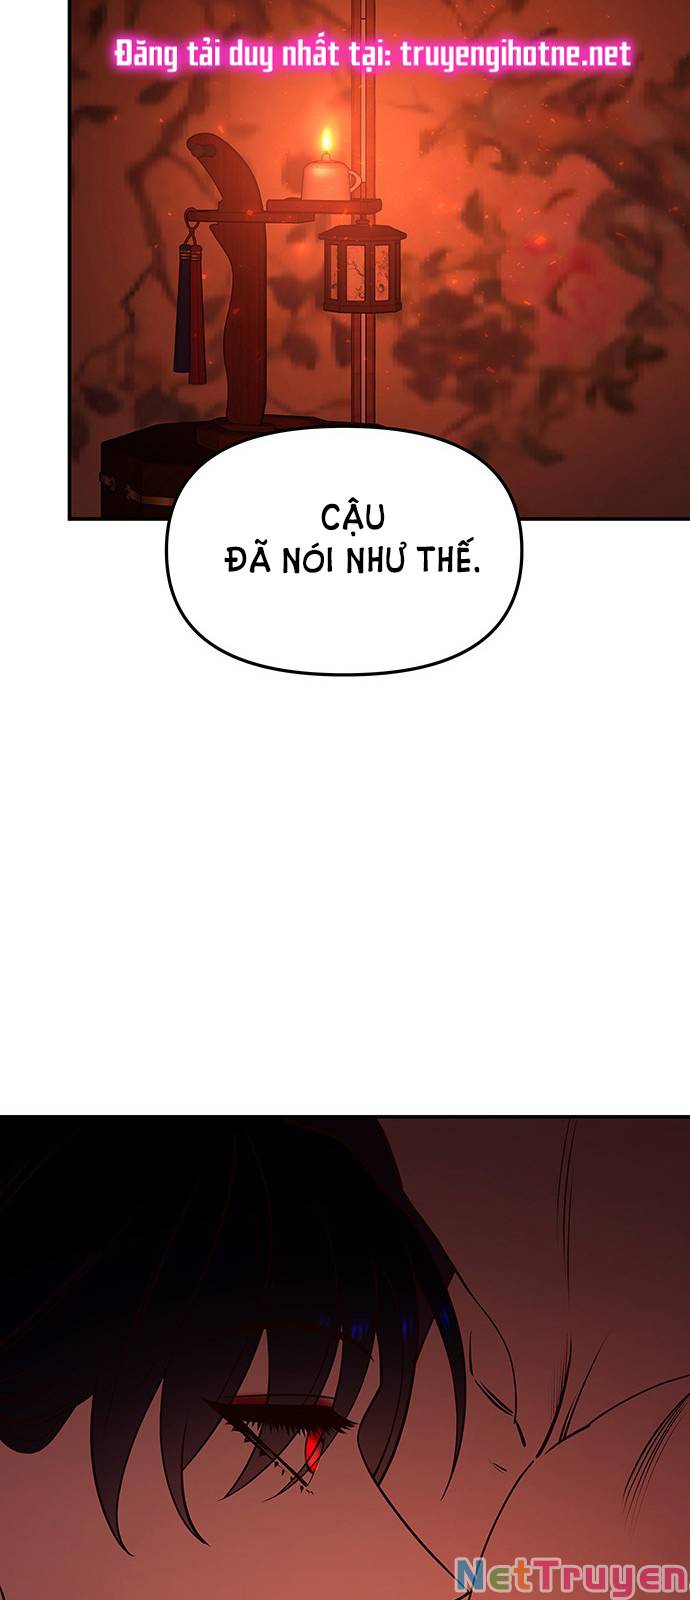 Đăng tải duy nhất tại: truyengihotne.net
CẬU
ĐÃ NÓI NHƯ THẾ.
NetTruyen